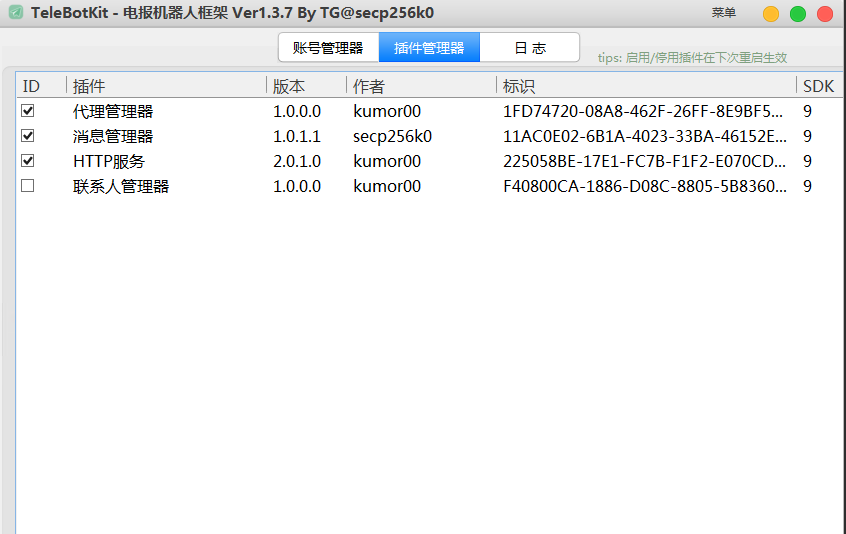 TeleBotKit - 电报机器人框架 Ver1.3.7 By TG@secp256k0 菜单
账号管理器 插件管理器 日 志 tips: 启用/停用插件在下次重启生效
ID 插件 版本 作者 标识 SDK
代理管理器 1.0.0.0 kumor00 1FD74720-08A8-462F-26FF-8E9BF5... 9
消息管理器 1.0.1.1 secp256k0 11AC0E02-6B1A-4023-33BA-46152E... 9
HTTP服务 2.0.1.0 kumor00 225058BE-17E1-FC7B-F1F2-E070CD... 9
联系人管理器 1.0.0.0 kumor00 F40800CA-1886-D08C-8805-5B8360... 9